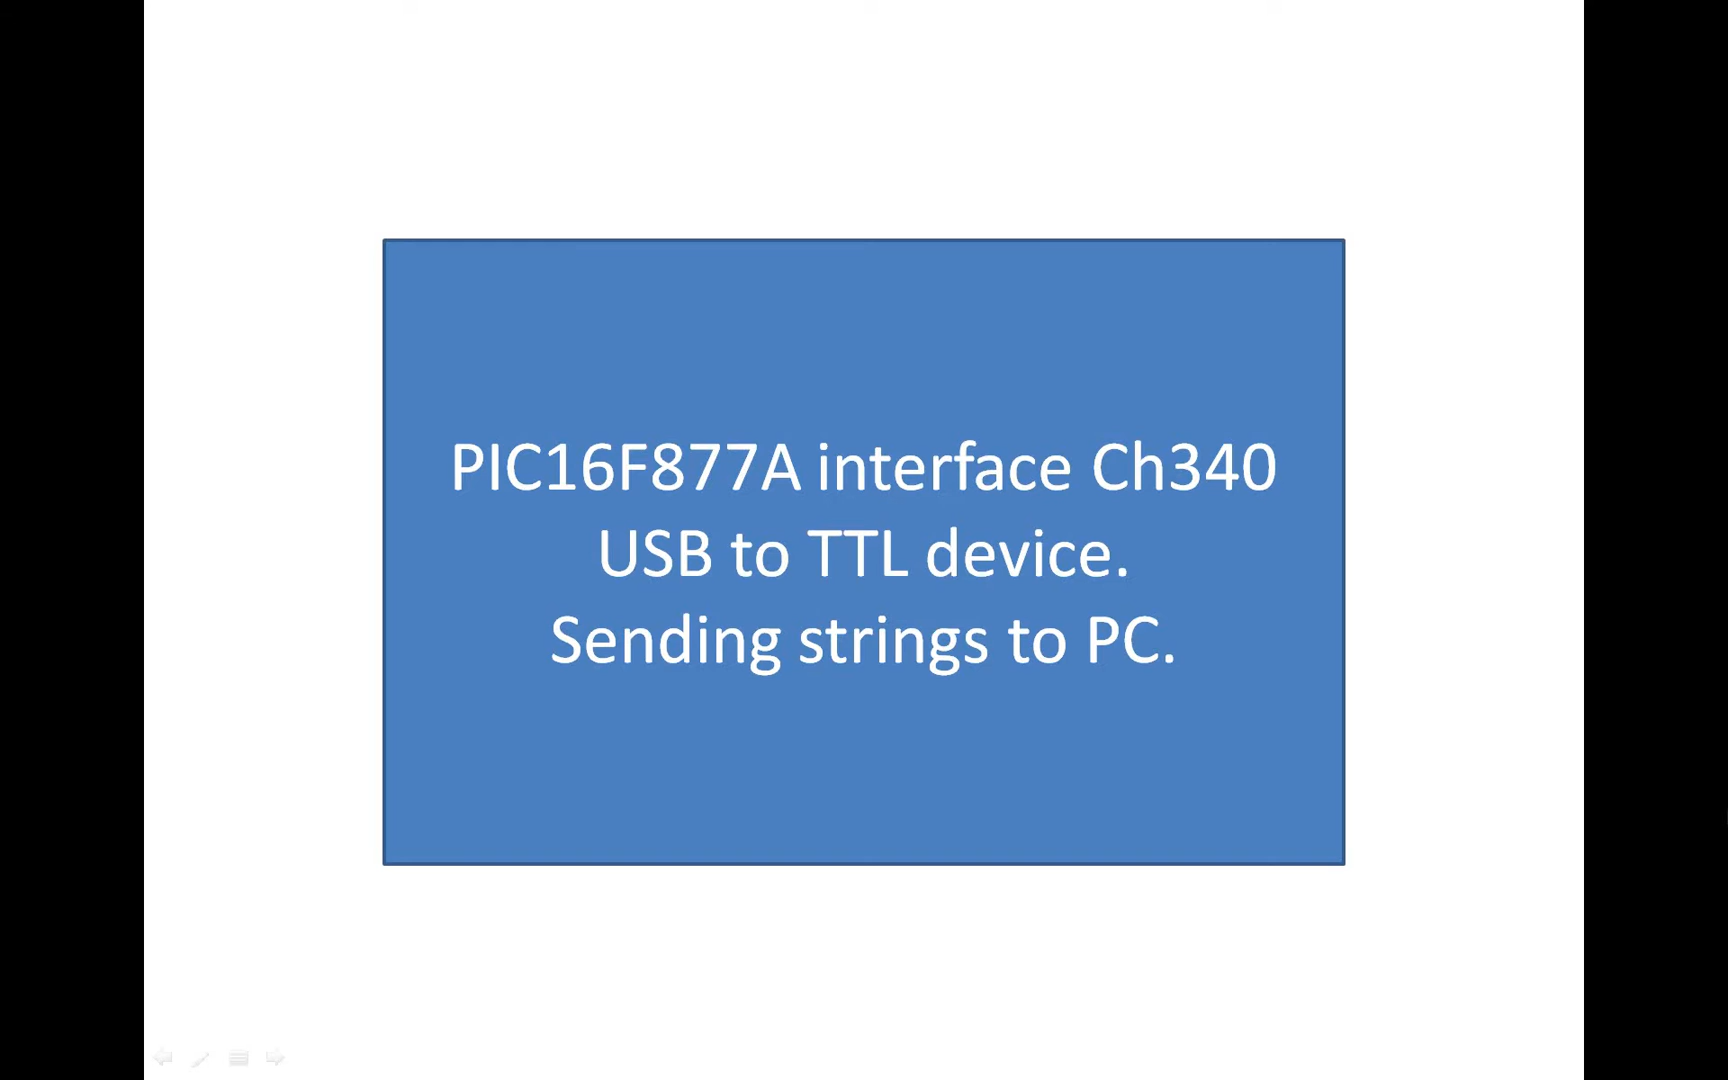 PIC16F877A interface Ch340
USB to TTL device.
Sending strings to PC.